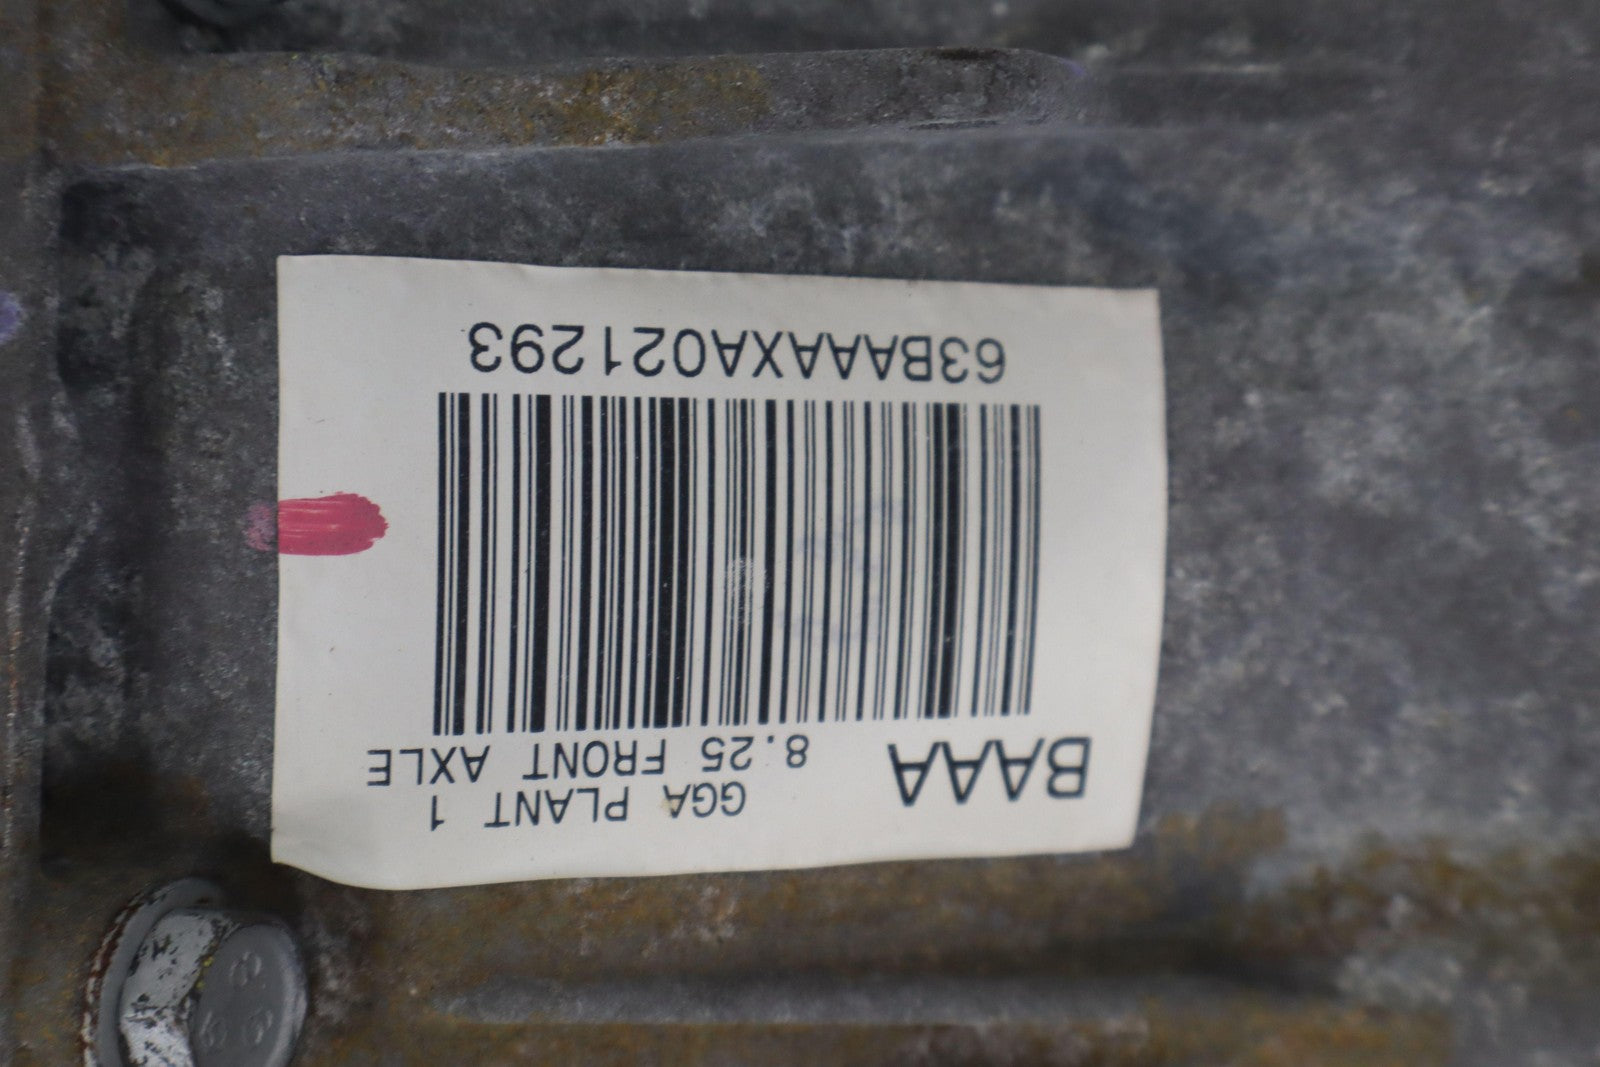 GGA PLANT 1
BAAA 8.25 FRONT AXLE
63BAAAXA021293